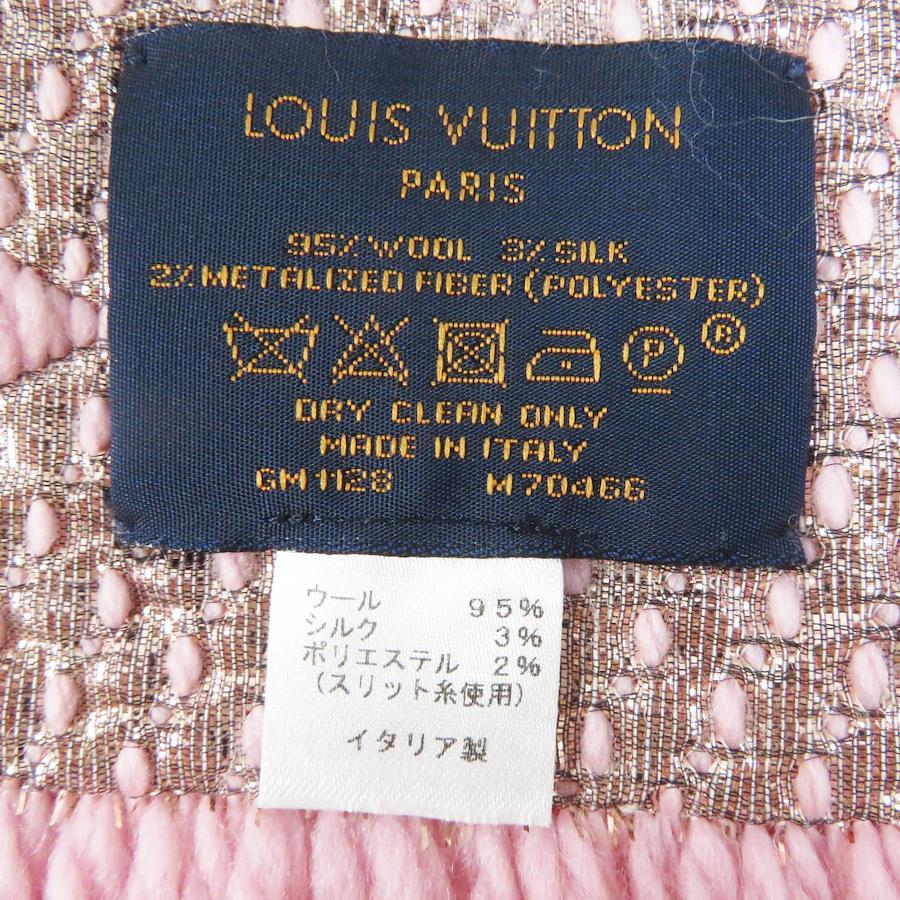 LOUIS VUITTON
PARIS
95% WOOL 3% SILK
2% METALIZED FIBER (POLYESTER)
P ®
DRY CLEAN ONLY
MADE IN ITALY
GM1128 M70466
ウール 95%
シルク 3%
ポリエステル 2%
(スリット糸使用)
イタリア製